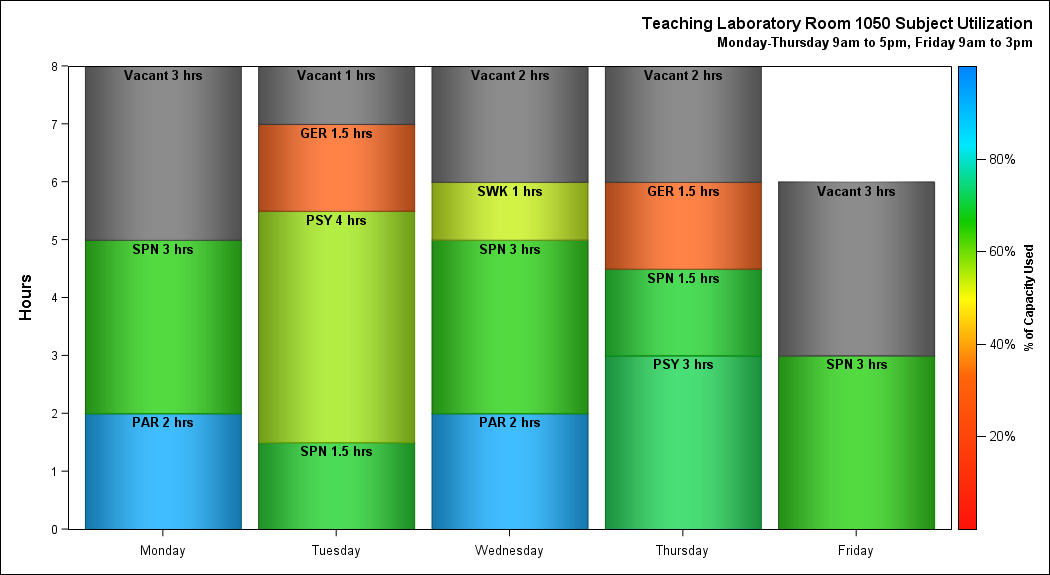 Teaching Laboratory Room 1050 Subject Utilization
Monday-Thursday 9am to 5pm, Friday 9am to 3pm
Hours
8
7
6
5
4
3
2
1
0
Vacant 3 hrs
SPN 3 hrs
PAR 2 hrs
Vacant 1 hrs
GER 1.5 hrs
PSY 4 hrs
SPN 1.5 hrs
Vacant 2 hrs
SWK 1 hrs
SPN 3 hrs
PAR 2 hrs
Vacant 2 hrs
GER 1.5 hrs
SPN 1.5 hrs
PSY 3 hrs
Vacant 3 hrs
SPN 3 hrs
Monday
Tuesday
Wednesday
Thursday
Friday
80%
60%
40%
20%
% of Capacity Used